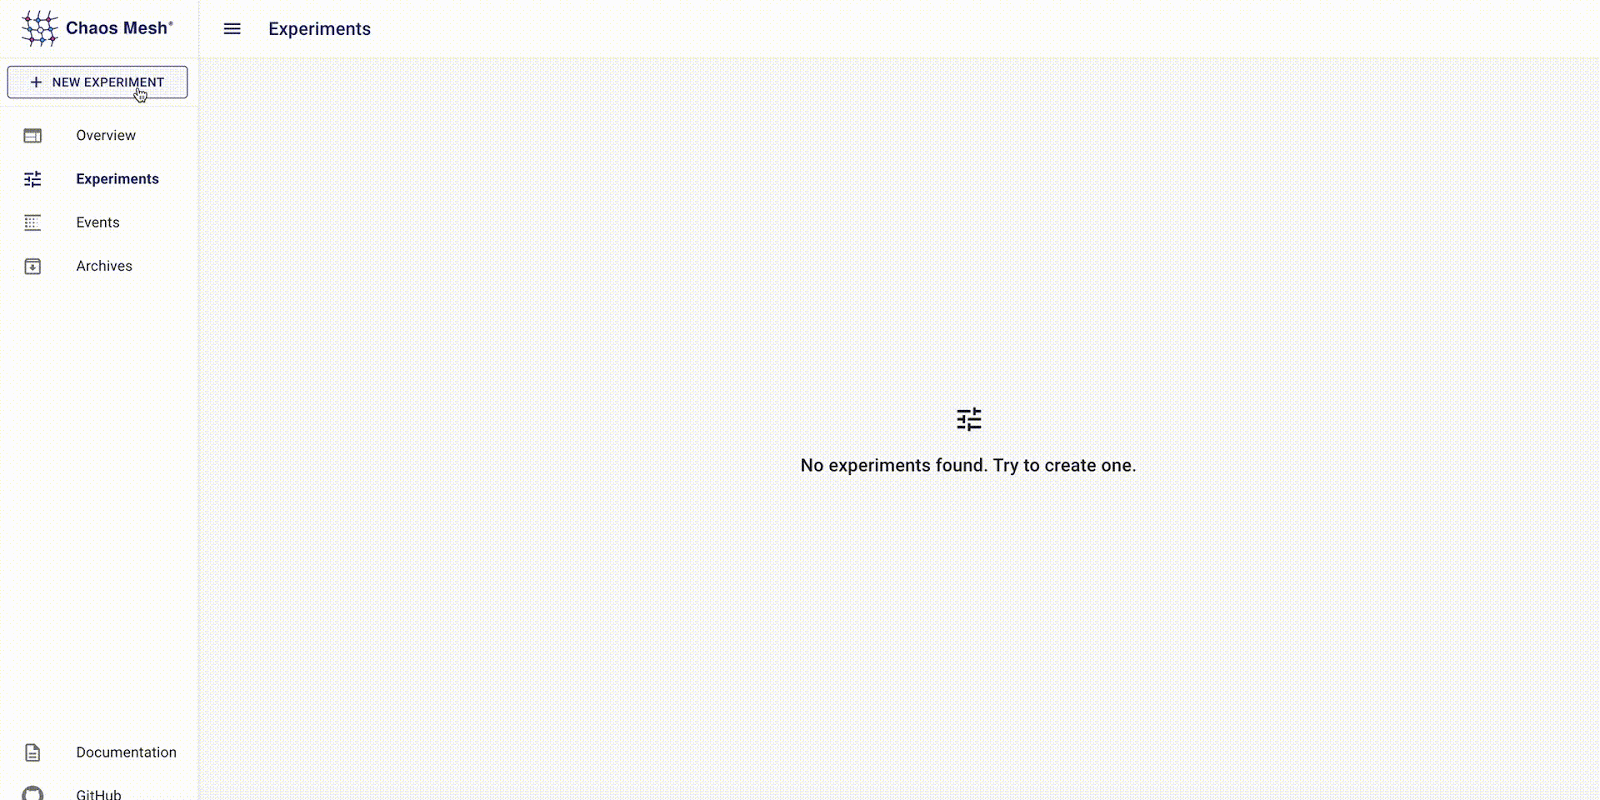 Chaos Mesh®
Experiments
+ NEW EXPERIMENT
Overview
Experiments
Events
Archives
No experiments found. Try to create one.
Documentation
GitHub